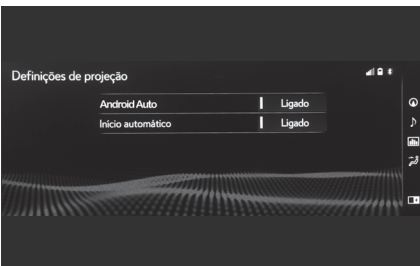 Definições de projeção
Android Auto
Ligado
Início automático
Ligado